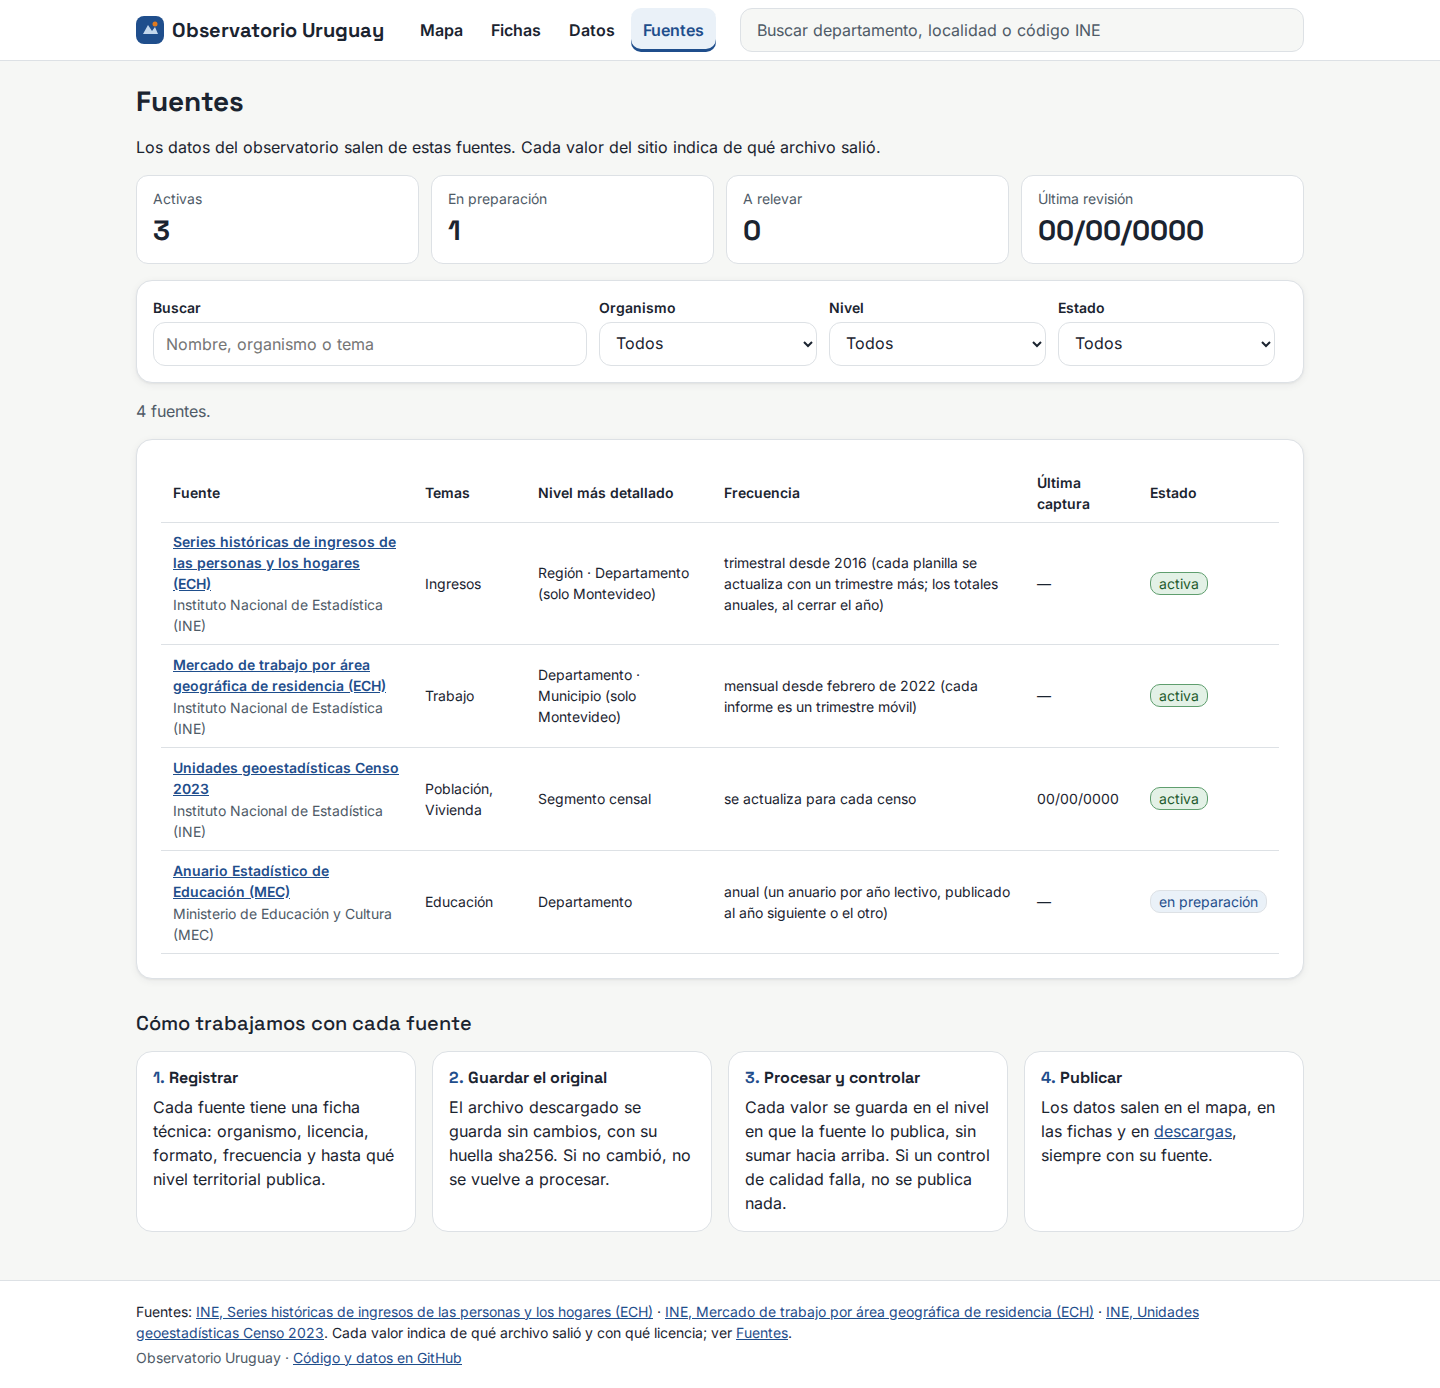 Observatorio Uruguay
Mapa
Fichas
Datos
Fuentes
Buscar departamento, localidad o código INE
Fuentes
Los datos del observatorio salen de estas fuentes. Cada valor del sitio indica de qué archivo salió.
Activas
3
En preparación
1
A relevar
0
Última revisión
00/00/0000
Buscar
Nombre, organismo o tema
Organismo
Todos
Nivel
Todos
Estado
Todos
4 fuentes.
Fuente
Temas
Nivel más detallado
Frecuencia
Última
captura
Estado
Series históricas de ingresos de
las personas y los hogares
(ECH)
Instituto Nacional de Estadística
(INE)
Ingresos
Región · Departamento
(solo Montevideo)
trimestral desde 2016 (cada planilla se
actualiza con un trimestre más; los totales
anuales, al cerrar el año)
—
activa
Mercado de trabajo por área
geográfica de residencia (ECH)
Instituto Nacional de Estadística
(INE)
Trabajo
Departamento ·
Municipio (solo
Montevideo)
mensual desde febrero de 2022 (cada
informe es un trimestre móvil)
—
activa
Unidades geoestadísticas Censo
2023
Instituto Nacional de Estadística
(INE)
Población,
Vivienda
Segmento censal
se actualiza para cada censo
00/00/0000
activa
Anuario Estadístico de
Educación (MEC)
Ministerio de Educación y Cultura
(MEC)
Educación
Departamento
anual (un anuario por año lectivo, publicado
al año siguiente o el otro)
—
en preparación
Cómo trabajamos con cada fuente
1. Registrar
Cada fuente tiene una ficha
técnica: organismo, licencia,
formato, frecuencia y hasta qué
nivel territorial publica.
2. Guardar el original
El archivo descargado se
guarda sin cambios, con su
huella sha256. Si no cambió, no
se vuelve a procesar.
3. Procesar y controlar
Cada valor se guarda en el nivel
en que la fuente lo publica, sin
sumar hacia arriba. Si un control
de calidad falla, no se publica
nada.
4. Publicar
Los datos salen en el mapa, en
las fichas y en descargas,
siempre con su fuente.
Fuentes: INE, Series históricas de ingresos de las personas y los hogares (ECH) · INE, Mercado de trabajo por área geográfica de residencia (ECH) · INE, Unidades
geoestadísticas Censo 2023. Cada valor indica de qué archivo salió y con qué licencia; ver Fuentes.
Observatorio Uruguay · Código y datos en GitHub